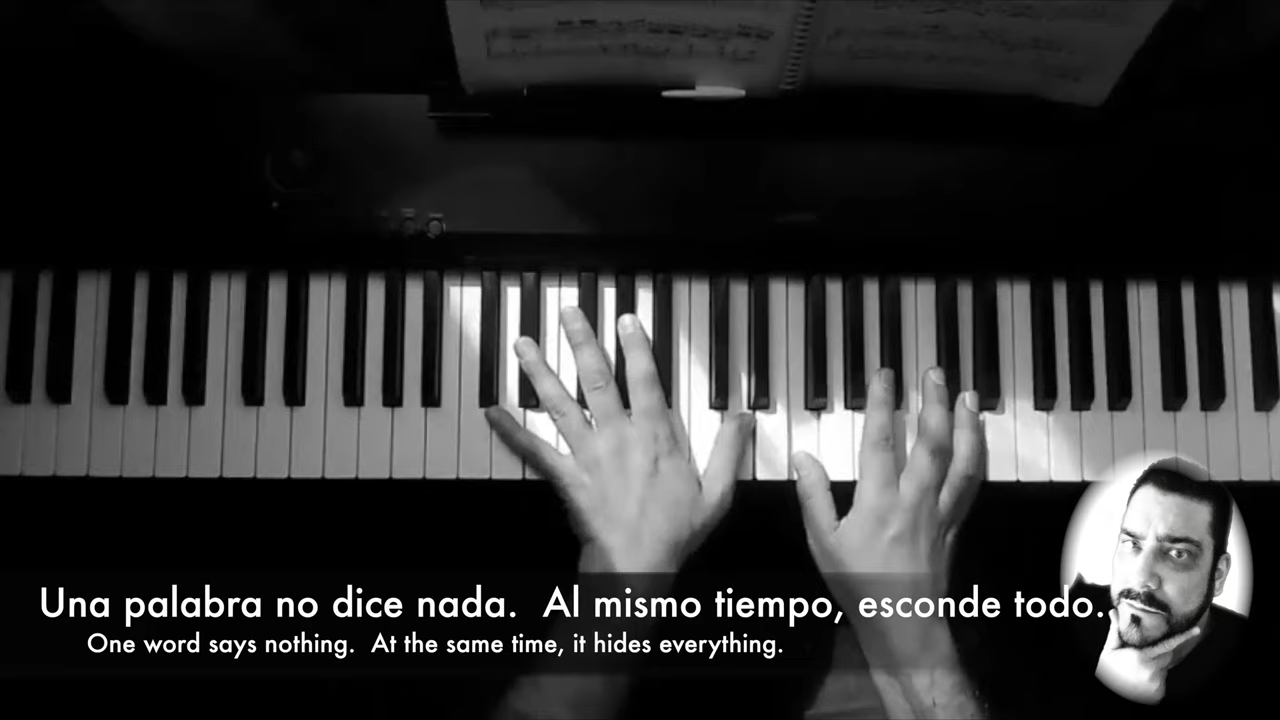 Una palabra no dice nada.  Al mismo tiempo, esconde todo.
One word says nothing.  At the same time, it hides everything.